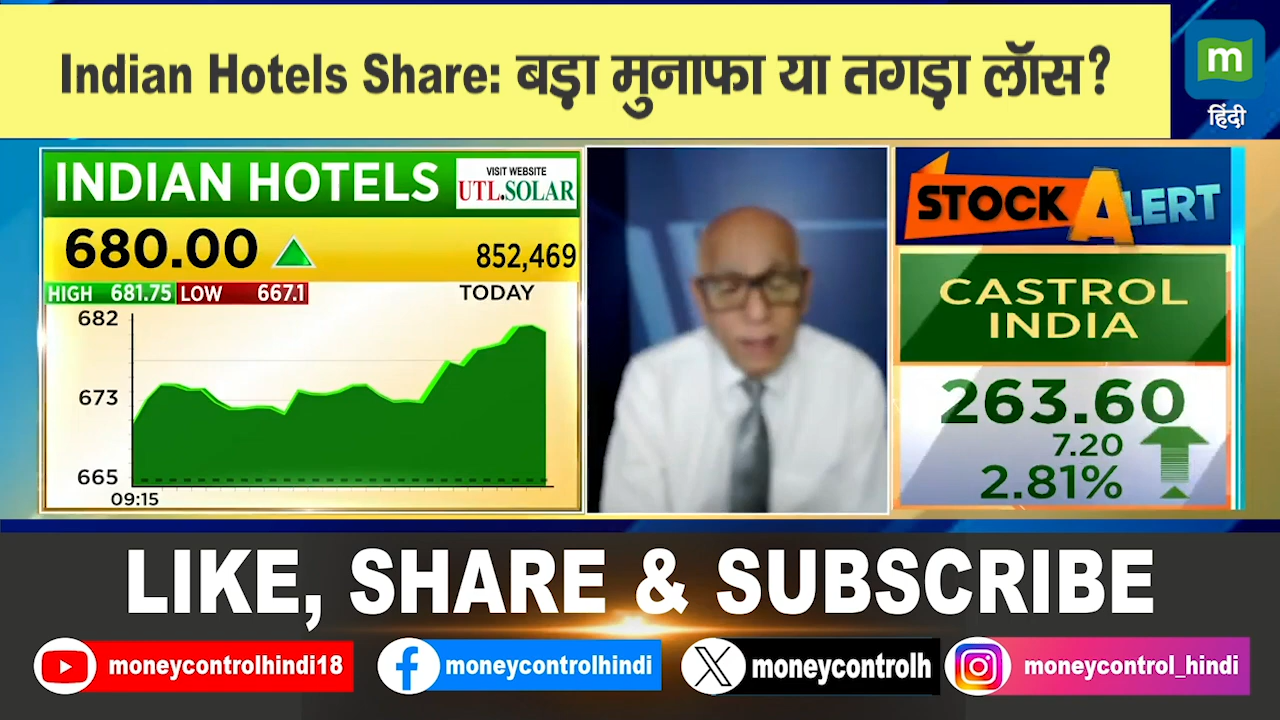 Indian Hotels Share: बड़ा मुनाफा या तगड़ा लॉस?
m
हिंदी
INDIAN HOTELS
VISIT WEBSITE
UTL.SOLAR
680.00
852,469
HIGH 681.75 LOW 667.1
TODAY
682
673
665
09:15
STOCK ALERT
CASTROL
INDIA
263.60
7.20
2.81%
LIKE, SHARE & SUBSCRIBE
moneycontrolhindi18
moneycontrolhindi
moneycontrolh
moneycontrol_hindi